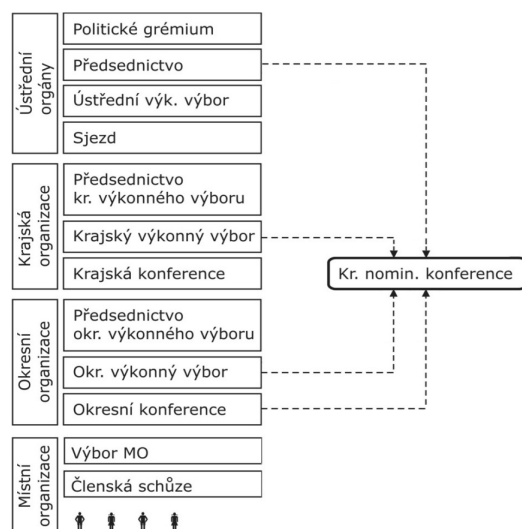 Ústřední
orgány
Politické grémium
Předsednictvo
Ústřední výk. výbor
Sjezd
Krajská
organizace
Předsednictvo
kr. výkonného výboru
Krajský výkonný výbor
Krajská konference
Kr. nomin. konference
Okresní
organizace
Předsednictvo
okr. výkonného výboru
Okr. výkonný výbor
Okresní konference
Místní
organizace
Výbor MO
Členská schůze